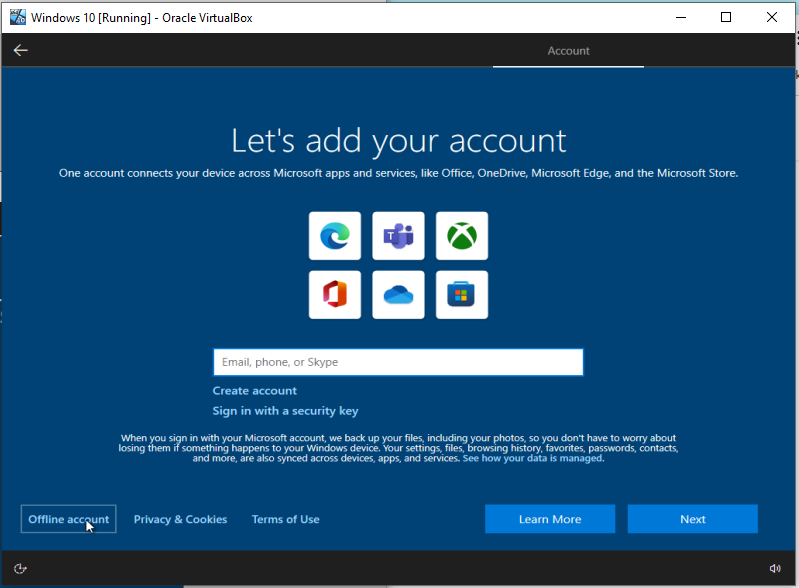 Windows 10 [Running] - Oracle VirtualBox
Account
Let's add your account
One account connects your device across Microsoft apps and services, like Office, OneDrive, Microsoft Edge, and the Microsoft Store.
Email, phone, or Skype
Create account
Sign in with a security key
When you sign in with your Microsoft account, we back up your files, including your photos, so you don't have to worry about
losing them if something happens to your Windows device. Your settings, files, browsing history, favorites, passwords, contacts,
and more, are also synced across devices, apps, and services. See how your data is managed.
Offline account Privacy & Cookies Terms of Use Learn More Next